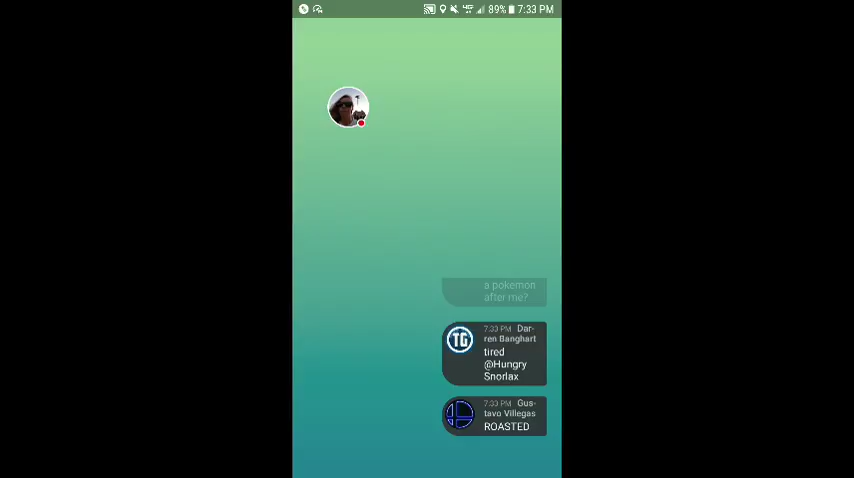 89% 7:33 PM
a pokemon
after me?
7:33 PM Dar-
ren Banghart
TG
tired
@Hungry
Snorlax
7:33 PM Gus-
tavo Villegas
ROASTED